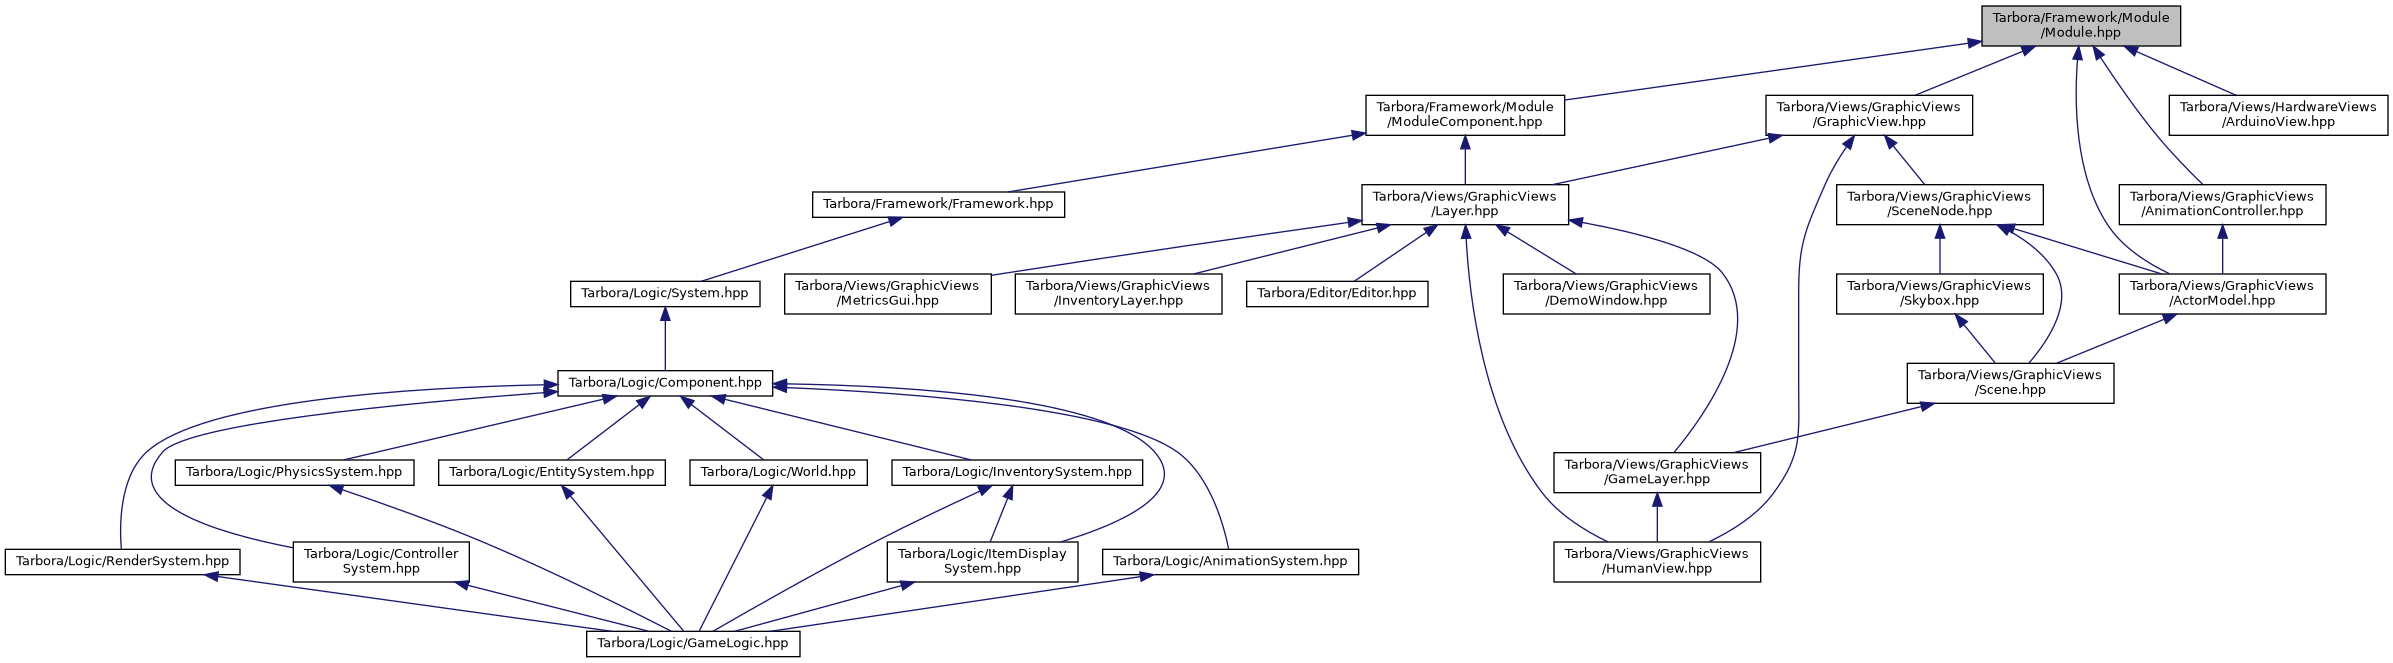 Tarbora/Framework/Module
/Module.hpp
Tarbora/Framework/Module
/ModuleComponent.hpp
Tarbora/Views/GraphicViews
/GraphicView.hpp
Tarbora/Views/HardwareViews
/ArduinoView.hpp
Tarbora/Framework/Framework.hpp
Tarbora/Views/GraphicViews
/Layer.hpp
Tarbora/Views/GraphicViews
/SceneNode.hpp
Tarbora/Views/GraphicViews
/AnimationController.hpp
Tarbora/Logic/System.hpp
Tarbora/Views/GraphicViews
/MetricsGui.hpp
Tarbora/Views/GraphicViews
/InventoryLayer.hpp
Tarbora/Editor/Editor.hpp
Tarbora/Views/GraphicViews
/DemoWindow.hpp
Tarbora/Views/GraphicViews
/Skybox.hpp
Tarbora/Views/GraphicViews
/ActorModel.hpp
Tarbora/Logic/Component.hpp
Tarbora/Views/GraphicViews
/Scene.hpp
Tarbora/Logic/PhysicsSystem.hpp
Tarbora/Logic/EntitySystem.hpp
Tarbora/Logic/World.hpp
Tarbora/Logic/InventorySystem.hpp
Tarbora/Views/GraphicViews
/GameLayer.hpp
Tarbora/Logic/RenderSystem.hpp
Tarbora/Logic/Controller
System.hpp
Tarbora/Logic/ItemDisplay
System.hpp
Tarbora/Logic/AnimationSystem.hpp
Tarbora/Views/GraphicViews
/HumanView.hpp
Tarbora/Logic/GameLogic.hpp